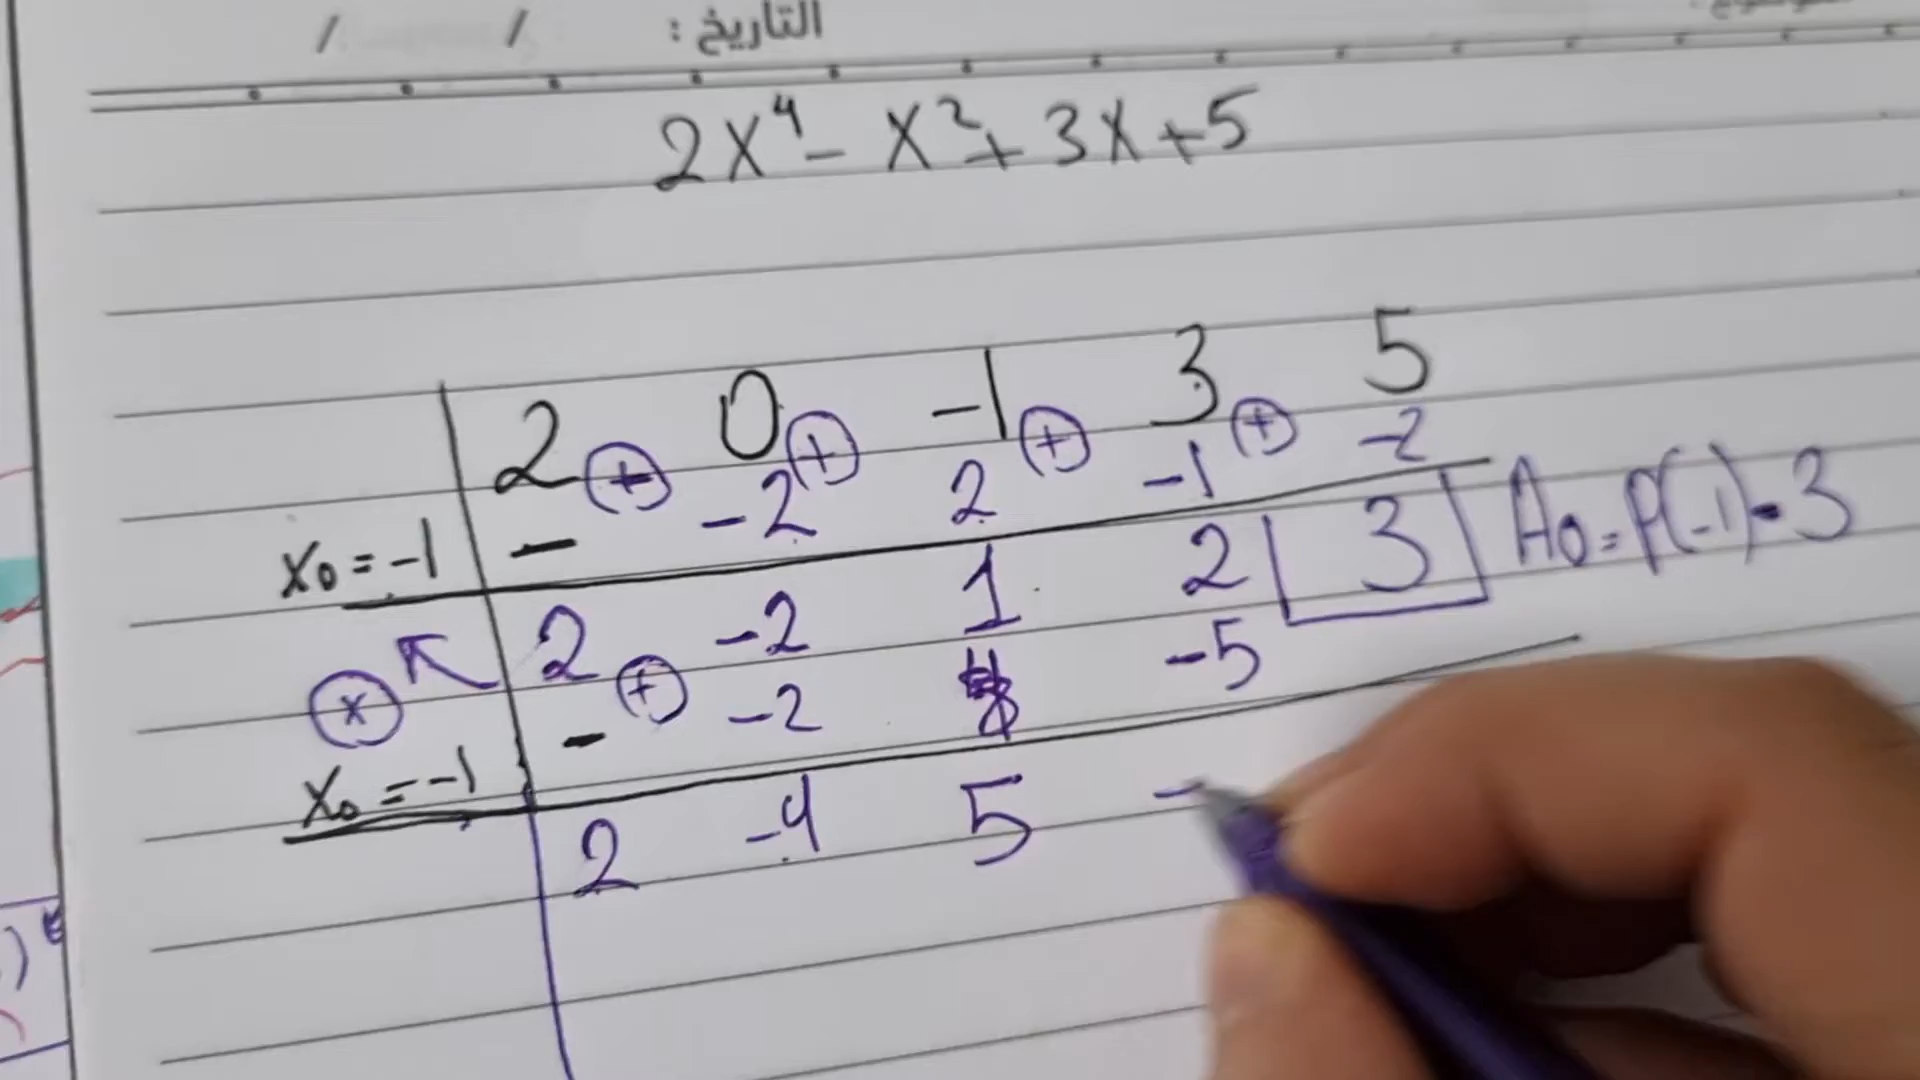 / / التاريخ :
2x⁴ - x² + 3x + 5
2 0 -1 3 5
+ + + +
x₀ = -1 - -2 2 -1 -2
2 -2 1 2 3 A₀ = P(-1) = 3
x +
x₀ = -1 - -2 4 -5
2 -4 5 -